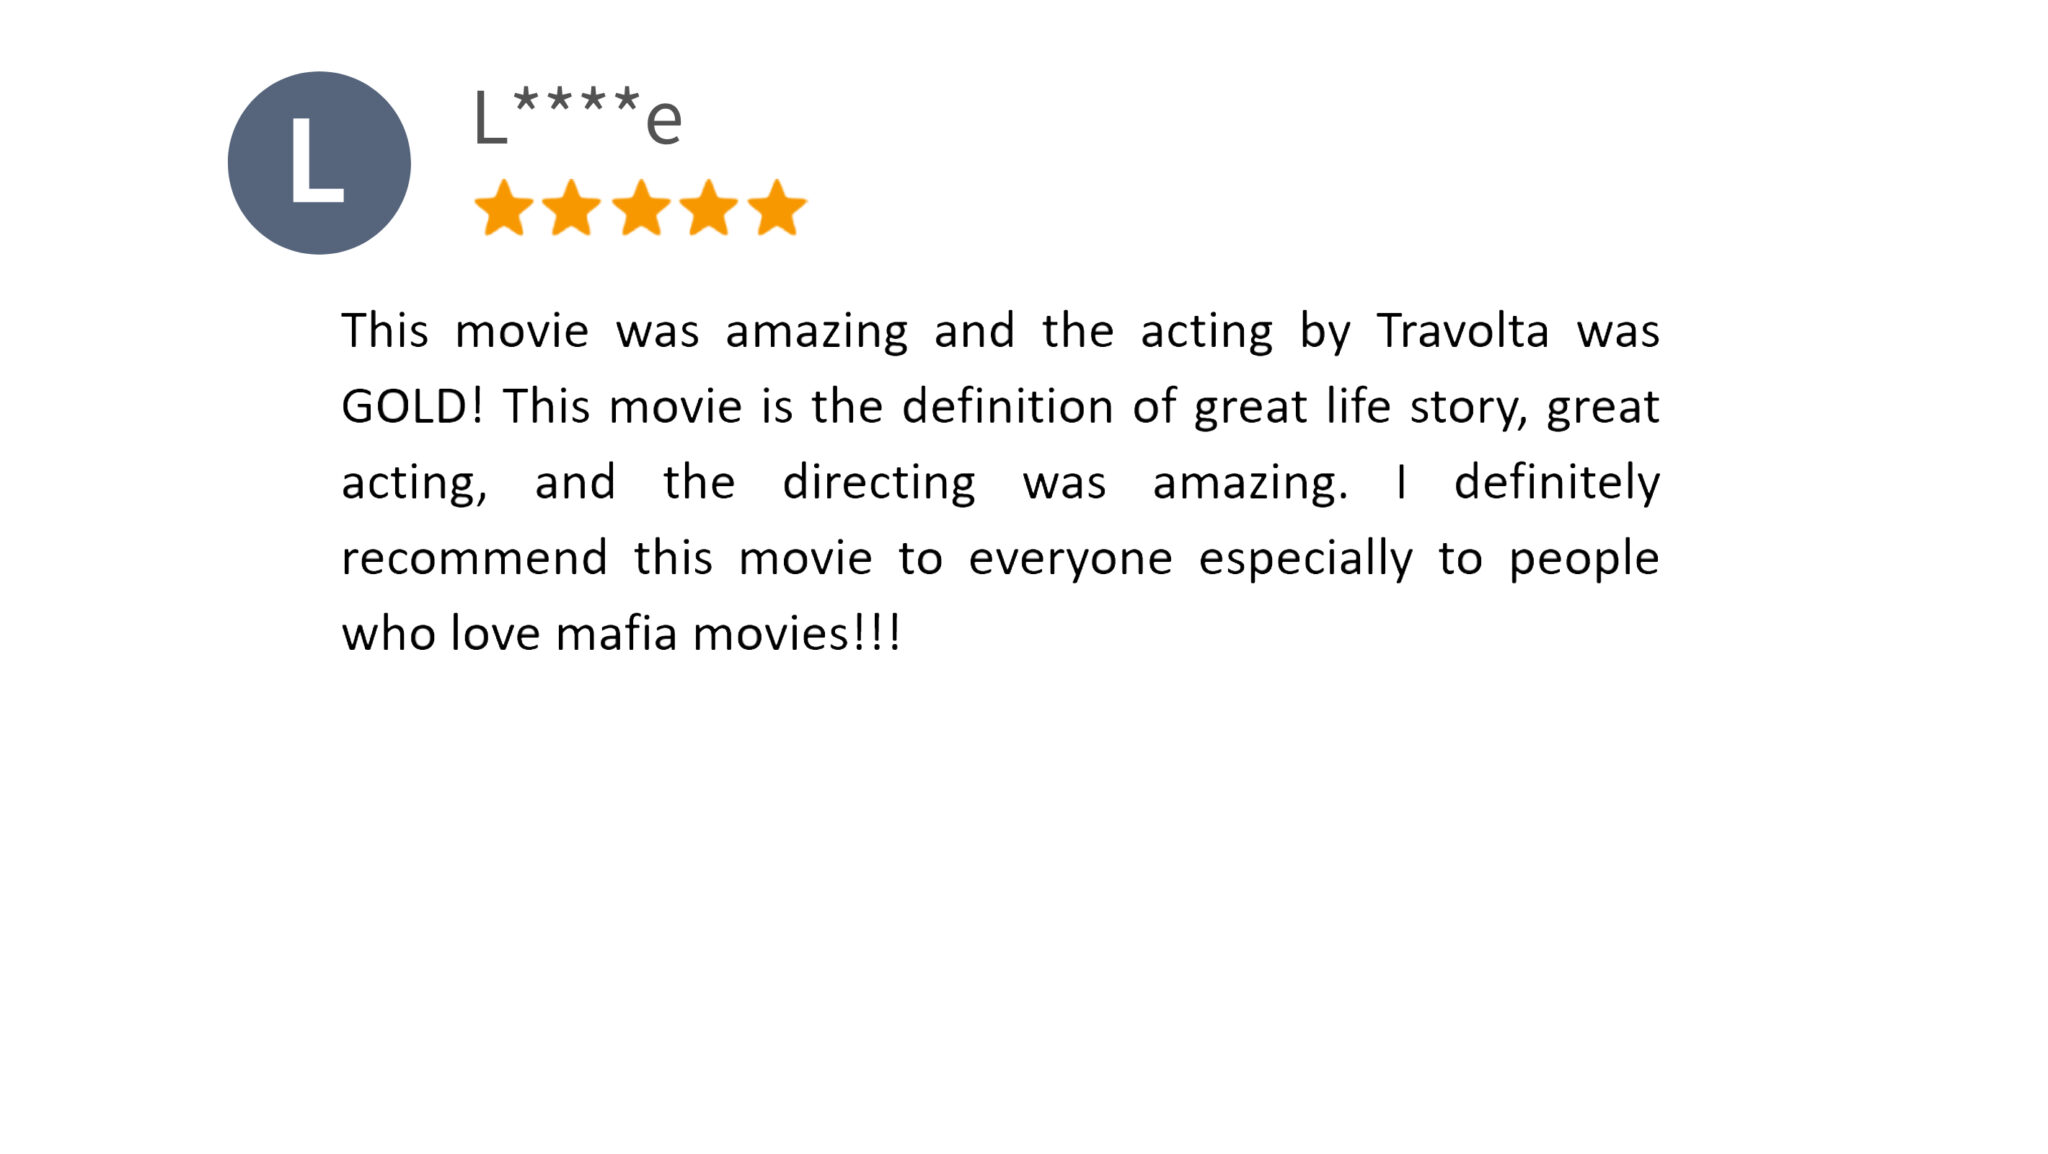 L
L****e
This movie was amazing and the acting by Travolta was
GOLD! This movie is the definition of great life story, great
acting, and the directing was amazing. I definitely
recommend this movie to everyone especially to people
who love mafia movies!!!